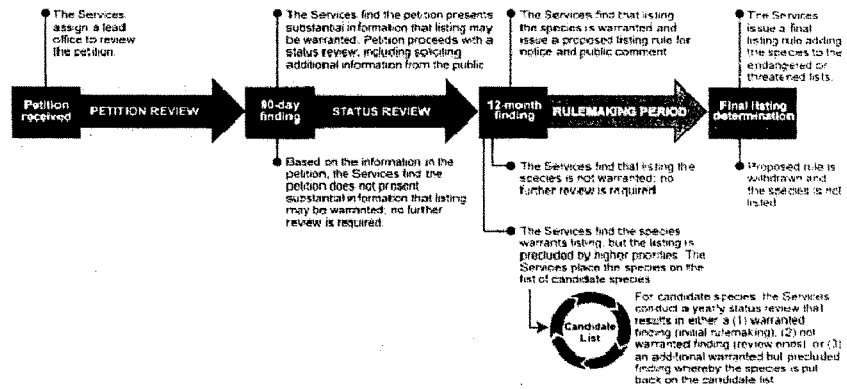 The Services
assign a lead
office to review
the petition.
The Services find the petition presents
substantial information that listing may
be warranted. Petition proceeds with a
status review, including soliciting
additional information from the public
The Services find that listing
the species is warranted and
issue a proposed listing rule for
notice and public comment
The Services
issue a final
listing rule adding
the species to the
endangered or
threatened lists.
Petition
received
PETITION REVIEW
90-day
finding
STATUS REVIEW
12-month
finding
RULEMAKING PERIOD
Final listing
determination
Based on the information in the
petition, the Services find the
petition does not present
substantial information that listing
may be warranted; no further
review is required.
The Services find that listing the
species is not warranted; no
further review is required
Proposed rule is
withdrawn and
the species is not
listed
The Services find the species
warrants listing, but the listing is
precluded by higher priorities. The
Services place the species on the
list of candidate species
Candidate
List
For candidate species, the Services
conduct a yearly status review that
results in either a (1) warranted
finding (initial rulemaking), (2) not
warranted finding (review ends), or (3)
an additional warranted but precluded
finding whereby the species is put
back on the candidate list